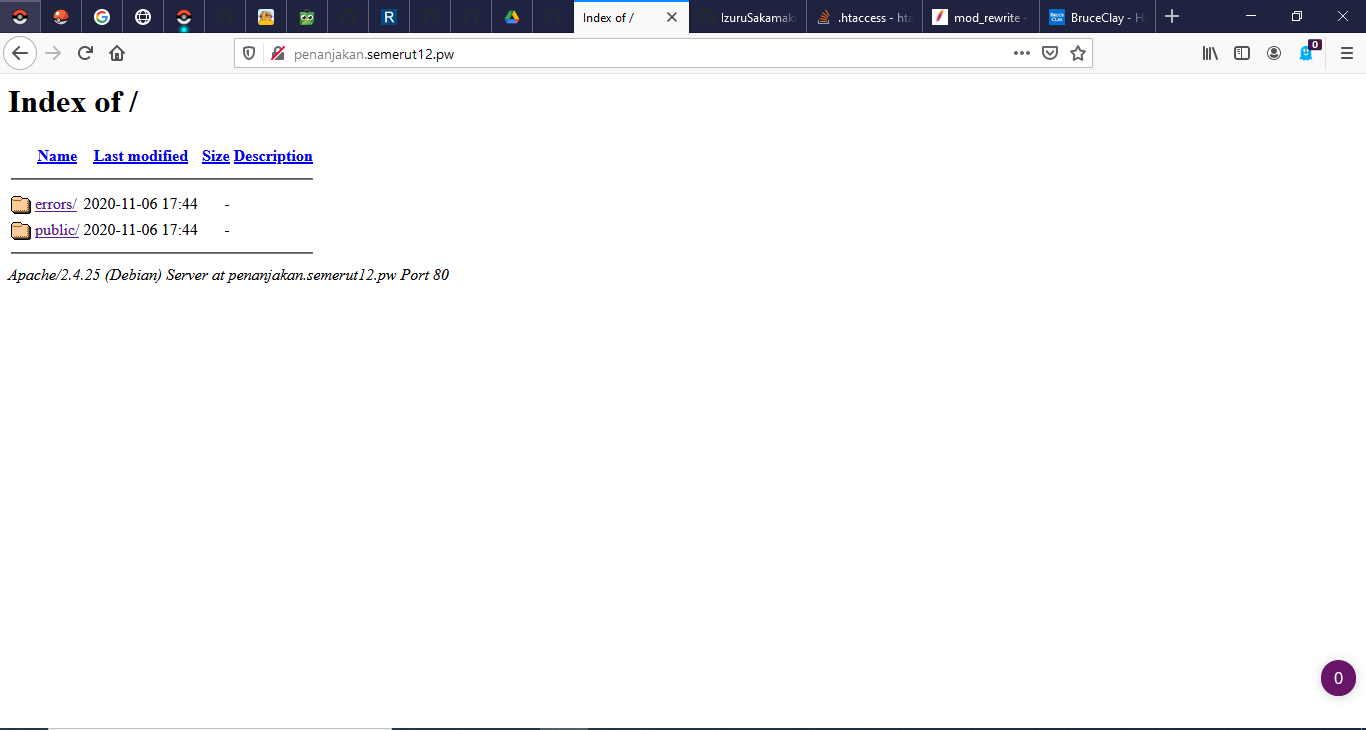 Index of /
IzuruSakamaki
.htaccess - hta
mod_rewrite -
BruceClay - H
0
penanjakan.semerut12.pw
Index of /
Name Last modified Size Description
errors/ 2020-11-06 17:44 -
public/ 2020-11-06 17:44 -
Apache/2.4.25 (Debian) Server at penanjakan.semerut12.pw Port 80
0